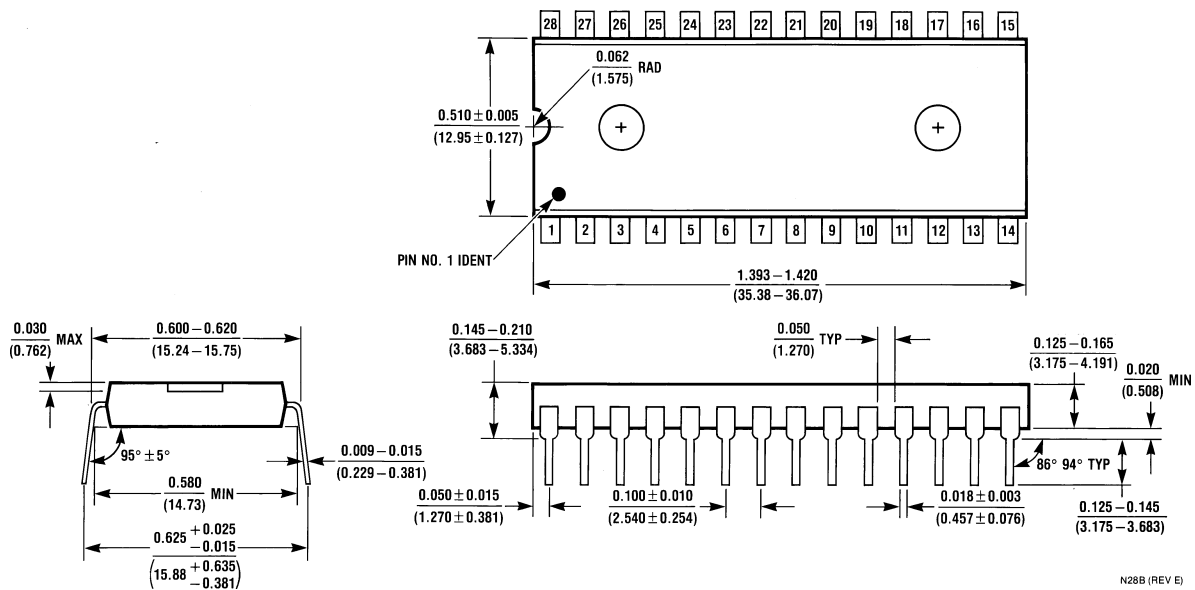 28 27 26 25 24 23 22 21 20 19 18 17 16 15
0.062
(1.575)
RAD
0.510 ± 0.005
(12.95 ± 0.127)
PIN NO. 1 IDENT
1 2 3 4 5 6 7 8 9 10 11 12 13 14
1.393 – 1.420
(35.38 – 36.07)
0.030
(0.762)
MAX
0.600 – 0.620
(15.24 – 15.75)
95° ± 5°
0.009 – 0.015
(0.229 – 0.381)
0.580
(14.73)
MIN
0.625 + 0.025
– 0.015
(15.88 + 0.635
– 0.381)
0.145 – 0.210
(3.683 – 5.334)
0.050
(1.270)
TYP
0.125 – 0.165
(3.175 – 4.191)
0.020
(0.508)
MIN
86° 94° TYP
0.050 ± 0.015
(1.270 ± 0.381)
0.100 ± 0.010
(2.540 ± 0.254)
0.018 ± 0.003
(0.457 ± 0.076)
0.125 – 0.145
(3.175 – 3.683)
N28B (REV E)